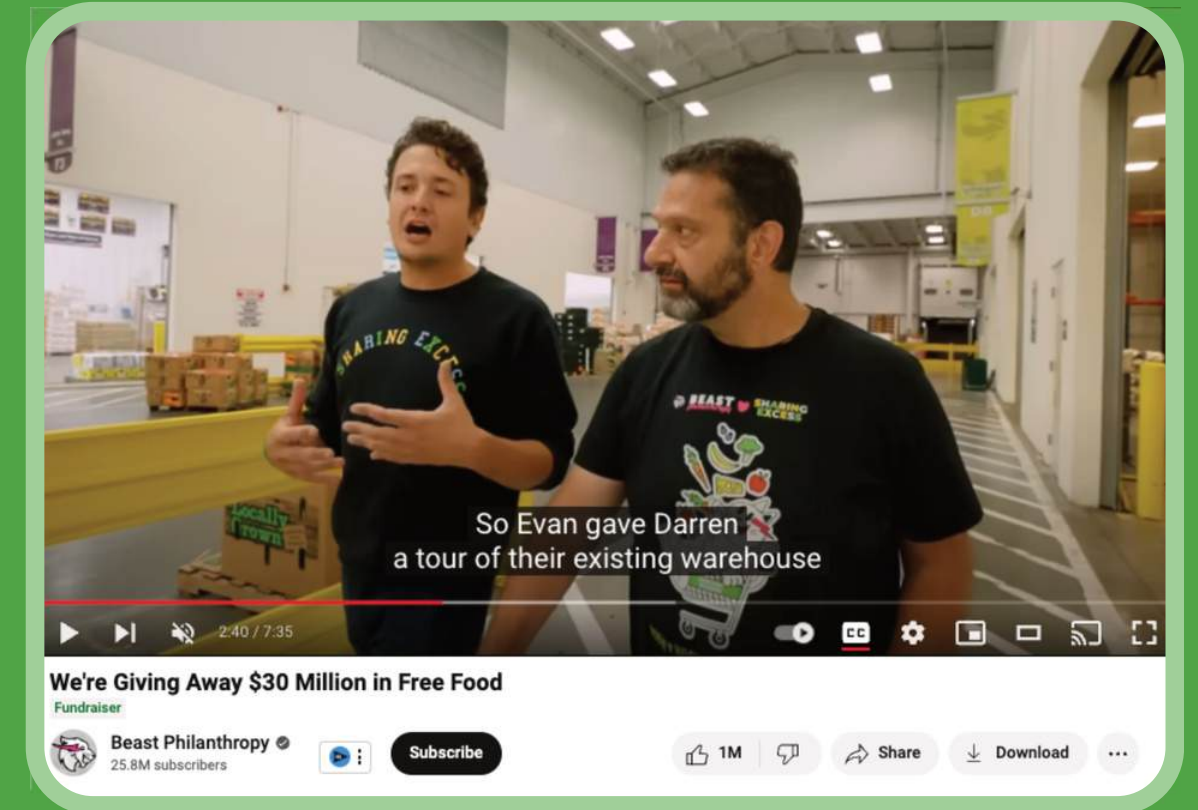 SHARING EXCESS
BEAST
SHARING
EXCESS
Locally
Grown
So Evan gave Darren
a tour of their existing warehouse
2:40 / 7:35
CC
We're Giving Away $30 Million in Free Food
Fundraiser
Beast Philanthropy
25.8M subscribers
Subscribe
1M
Share
Download